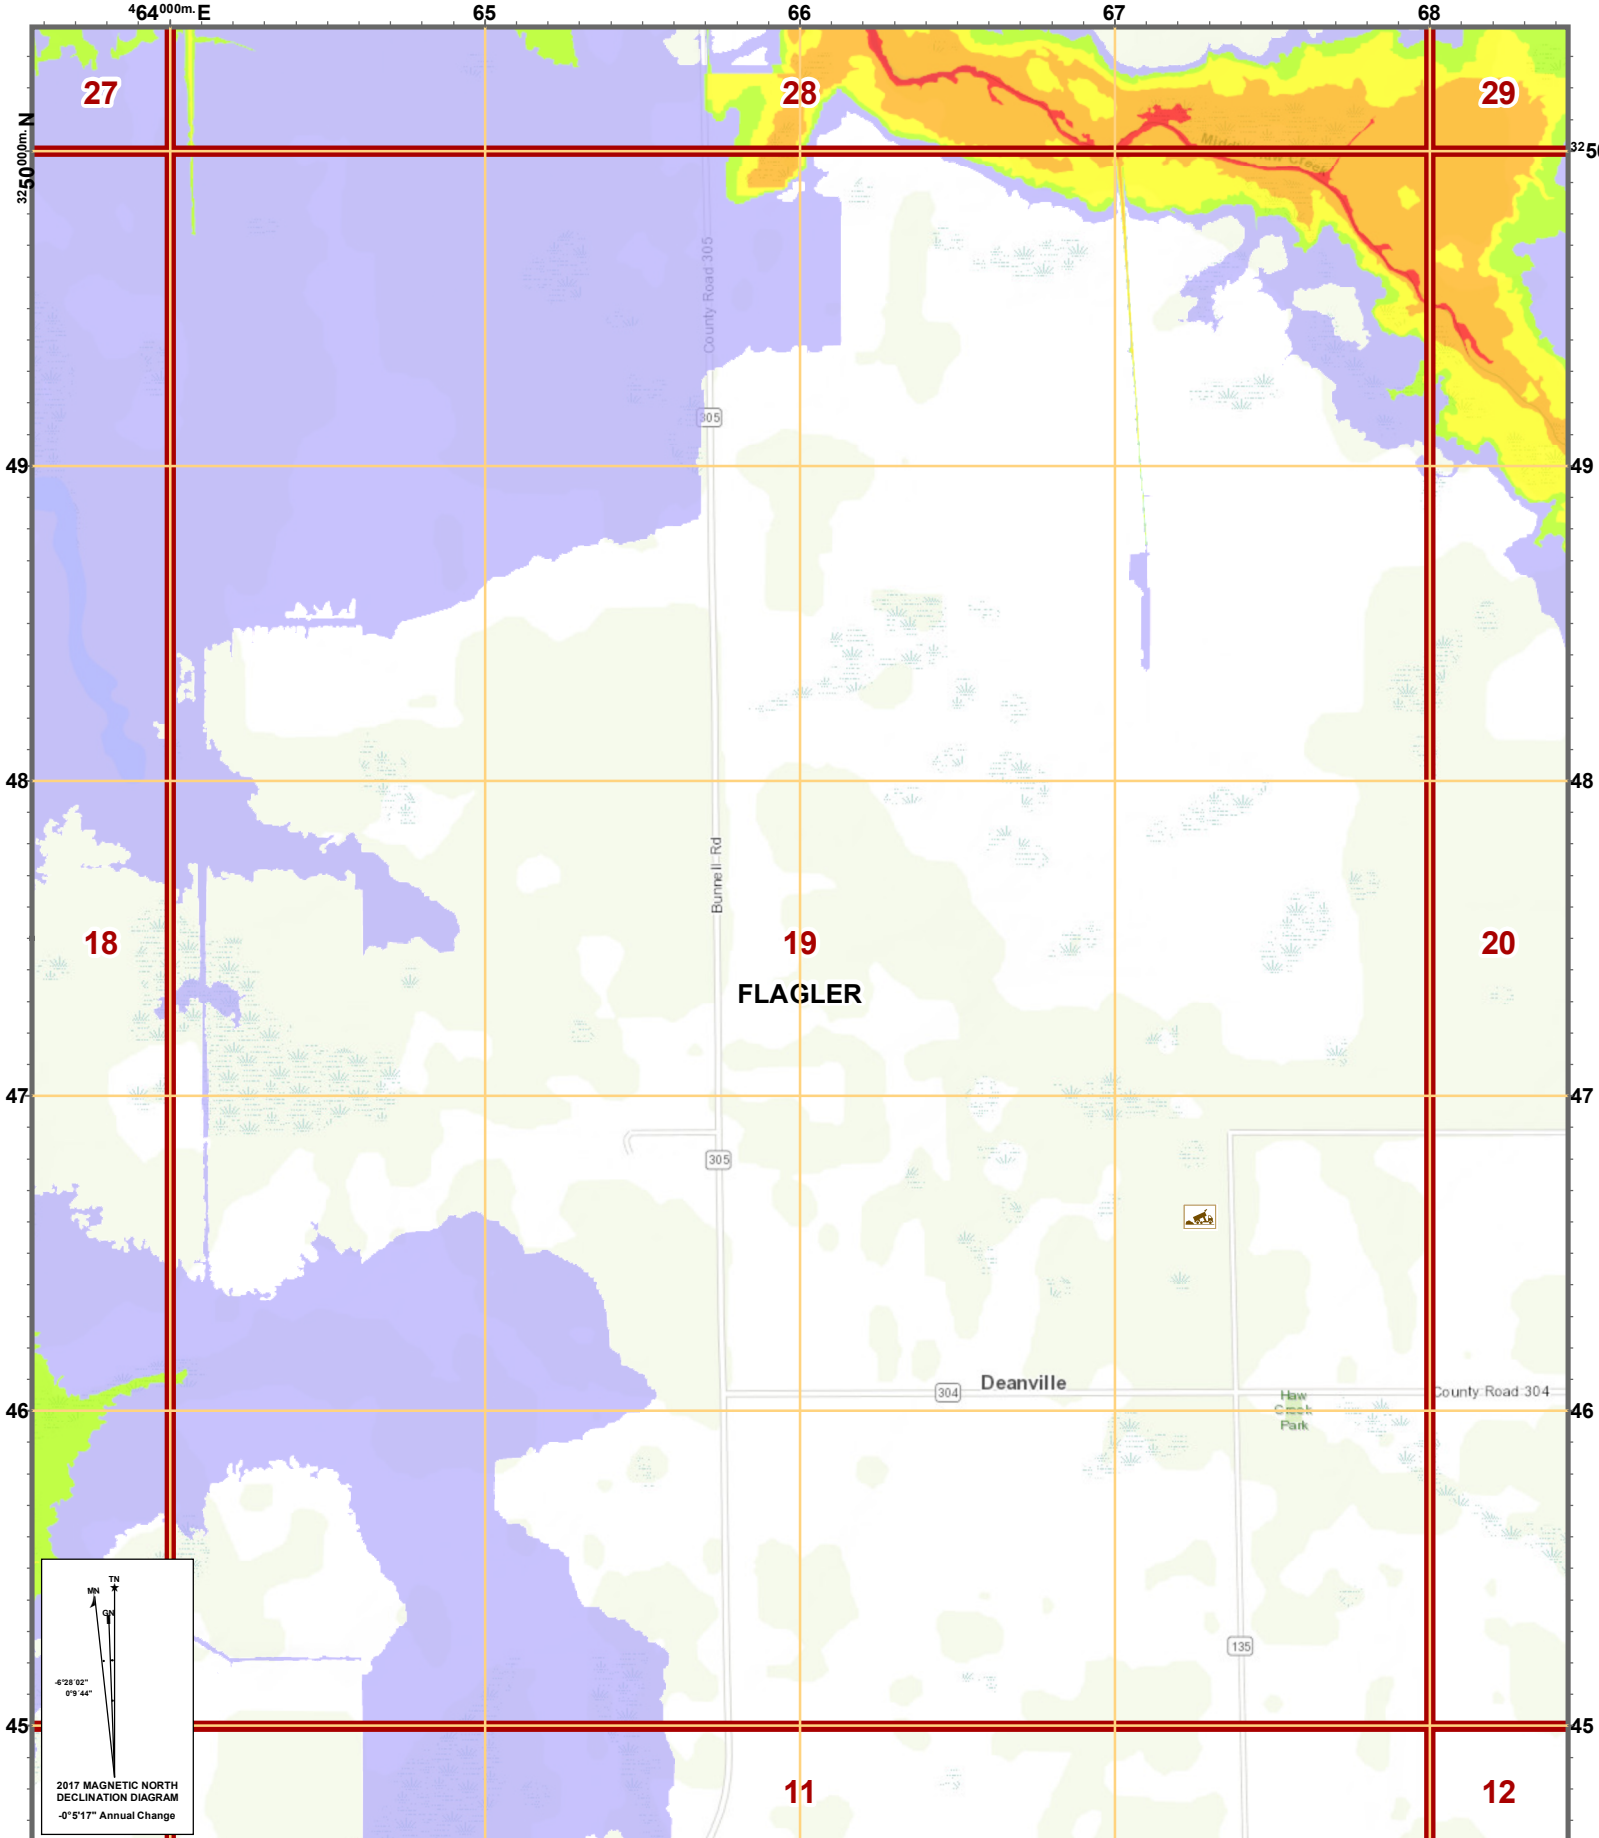 464000m. E
65
66
67
68
27
28
29
3250000m. N
3250
County Road 305
305
49
49
48
48
Bunnell Rd
18
19
20
FLAGLER
47
47
305
Deanville
304
County Road 304
Haw
Creek
Park
46
46
135
TN
MN
GN
-6°28'02"
0°9'44"
45
45
2017 MAGNETIC NORTH
DECLINATION DIAGRAM
-0°5'17" Annual Change
11
12